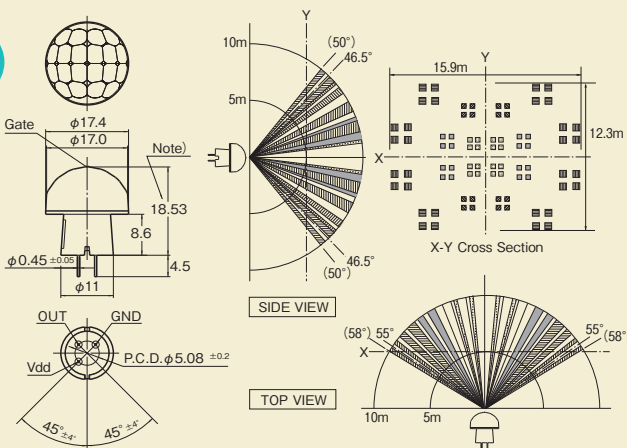 Gate
φ17.4
φ17.0
Note)
18.53
8.6
4.5
φ0.45 ±0.05
φ11
OUT
GND
Vdd
P.C.D.φ5.08 ±0.2
45° ±4°
45° ±4°
Y
10m
5m
(50°)
46.5°
46.5°
(50°)
SIDE VIEW
Y
15.9m
12.3m
X
X-Y Cross Section
(58°)
55°
X
55°
(58°
10m
5m
TOP VIEW